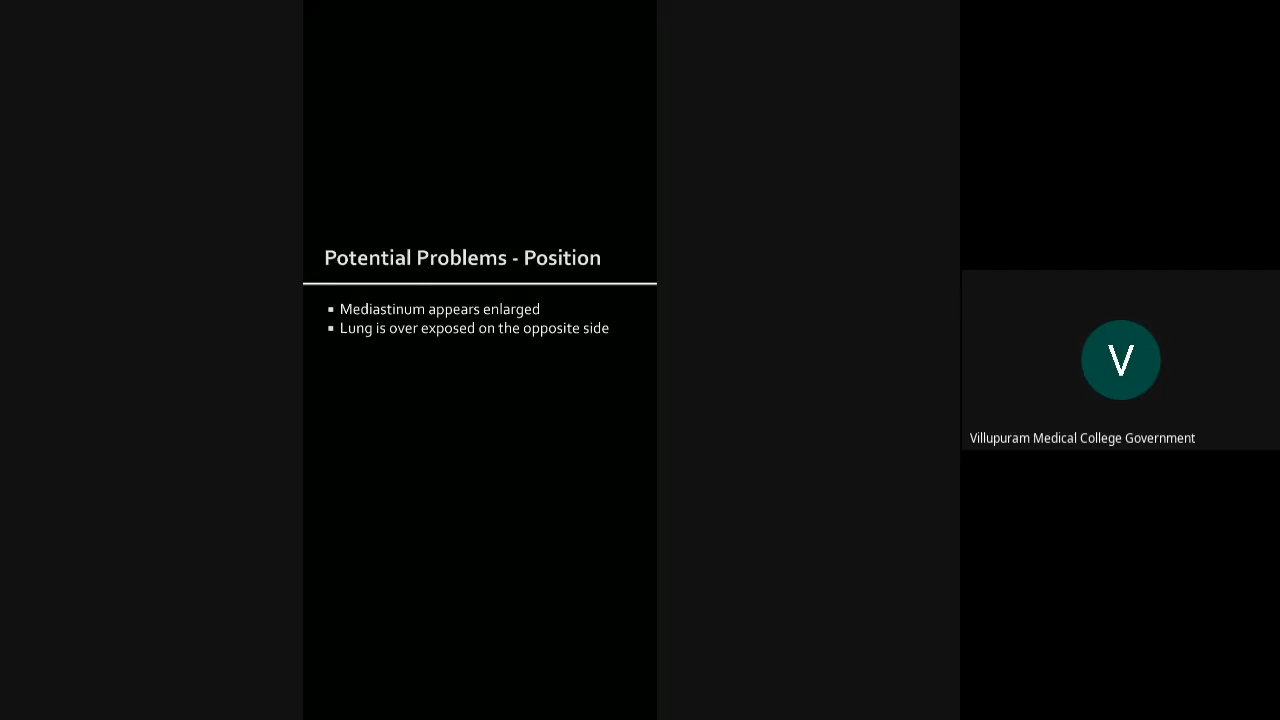 Potential Problems - Position
▪ Mediastinum appears enlarged
▪ Lung is over exposed on the opposite side
V
Villupuram Medical College Government